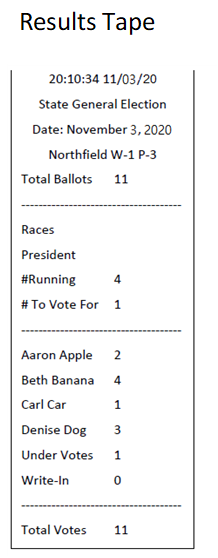 Results Tape
20:10:34 11/03/20
State General Election
Date: November 3, 2020
Northfield W-1 P-3
Total Ballots 11
------------------------------------
Races
President
#Running 4
# To Vote For 1
------------------------------------
Aaron Apple 2
Beth Banana 4
Carl Car 1
Denise Dog 3
Under Votes 1
Write-In 0
------------------------------------
Total Votes 11